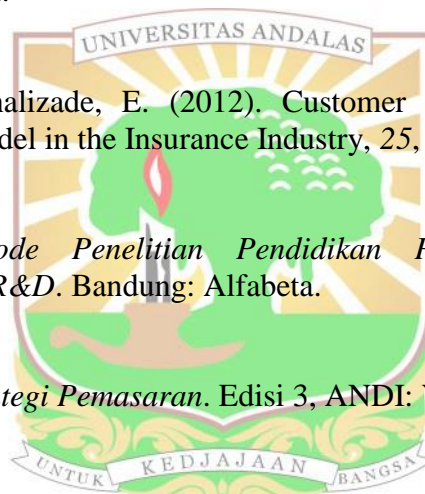 UNIVERSITAS ANDALAS
nalizade, E. (2012). Customer
del in the Insurance Industry, 25,
ode Penelitian Pendidikan
R&D. Bandung: Alfabeta.
tegi Pemasaran. Edisi 3, ANDI:
UNTUK KEDJAJAAN BANGSA